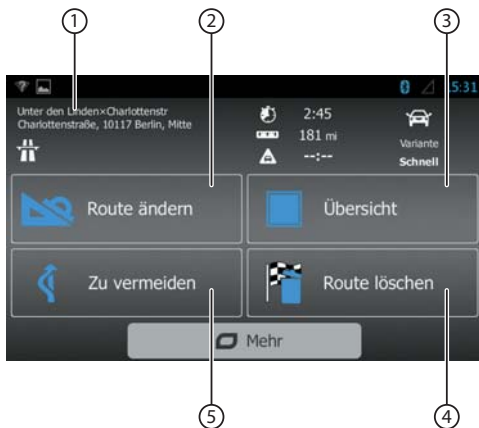 1
2
3
15:31
Unter den Linden×Charlottenstr
Charlottenstraße, 10117 Berlin, Mitte
2:45
181 mi
--:--
Variante
Schnell
Route ändern
Übersicht
Zu vermeiden
Route löschen
Mehr
5
4